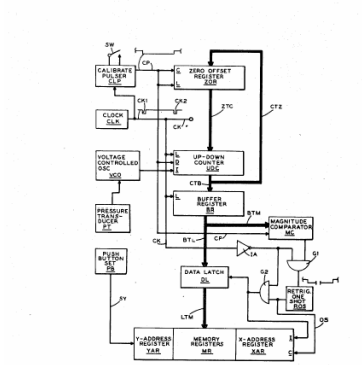 SW
CALIBRATE
PULSER
CLP
CP
C
L
ZERO OFFSET
REGISTER
ZOR
CK1
CK2
CLOCK
CLK
CK
ZTC
CTZ
VOLTAGE
CONTROLLED
OSC
VCO
L
D
I
UP-DOWN
COUNTER
UDC
CTB
L
BUFFER
REGISTER
BR
PRESSURE
TRANS-
DUCER
PT
BTM
MAGNITUDE
COMPARATOR
MC
CP
CK
BTL
IA
G1
PUSH
BUTTON
SET
PB
DATA LATCH
DL
G2
RETRIG.
ONE
SHOT
ROS
SY
LTM
OS
Y-ADDRESS
REGISTER
YAR
MEMORY
REGISTERS
MR
X-ADDRESS
REGISTER
XAR
I
C